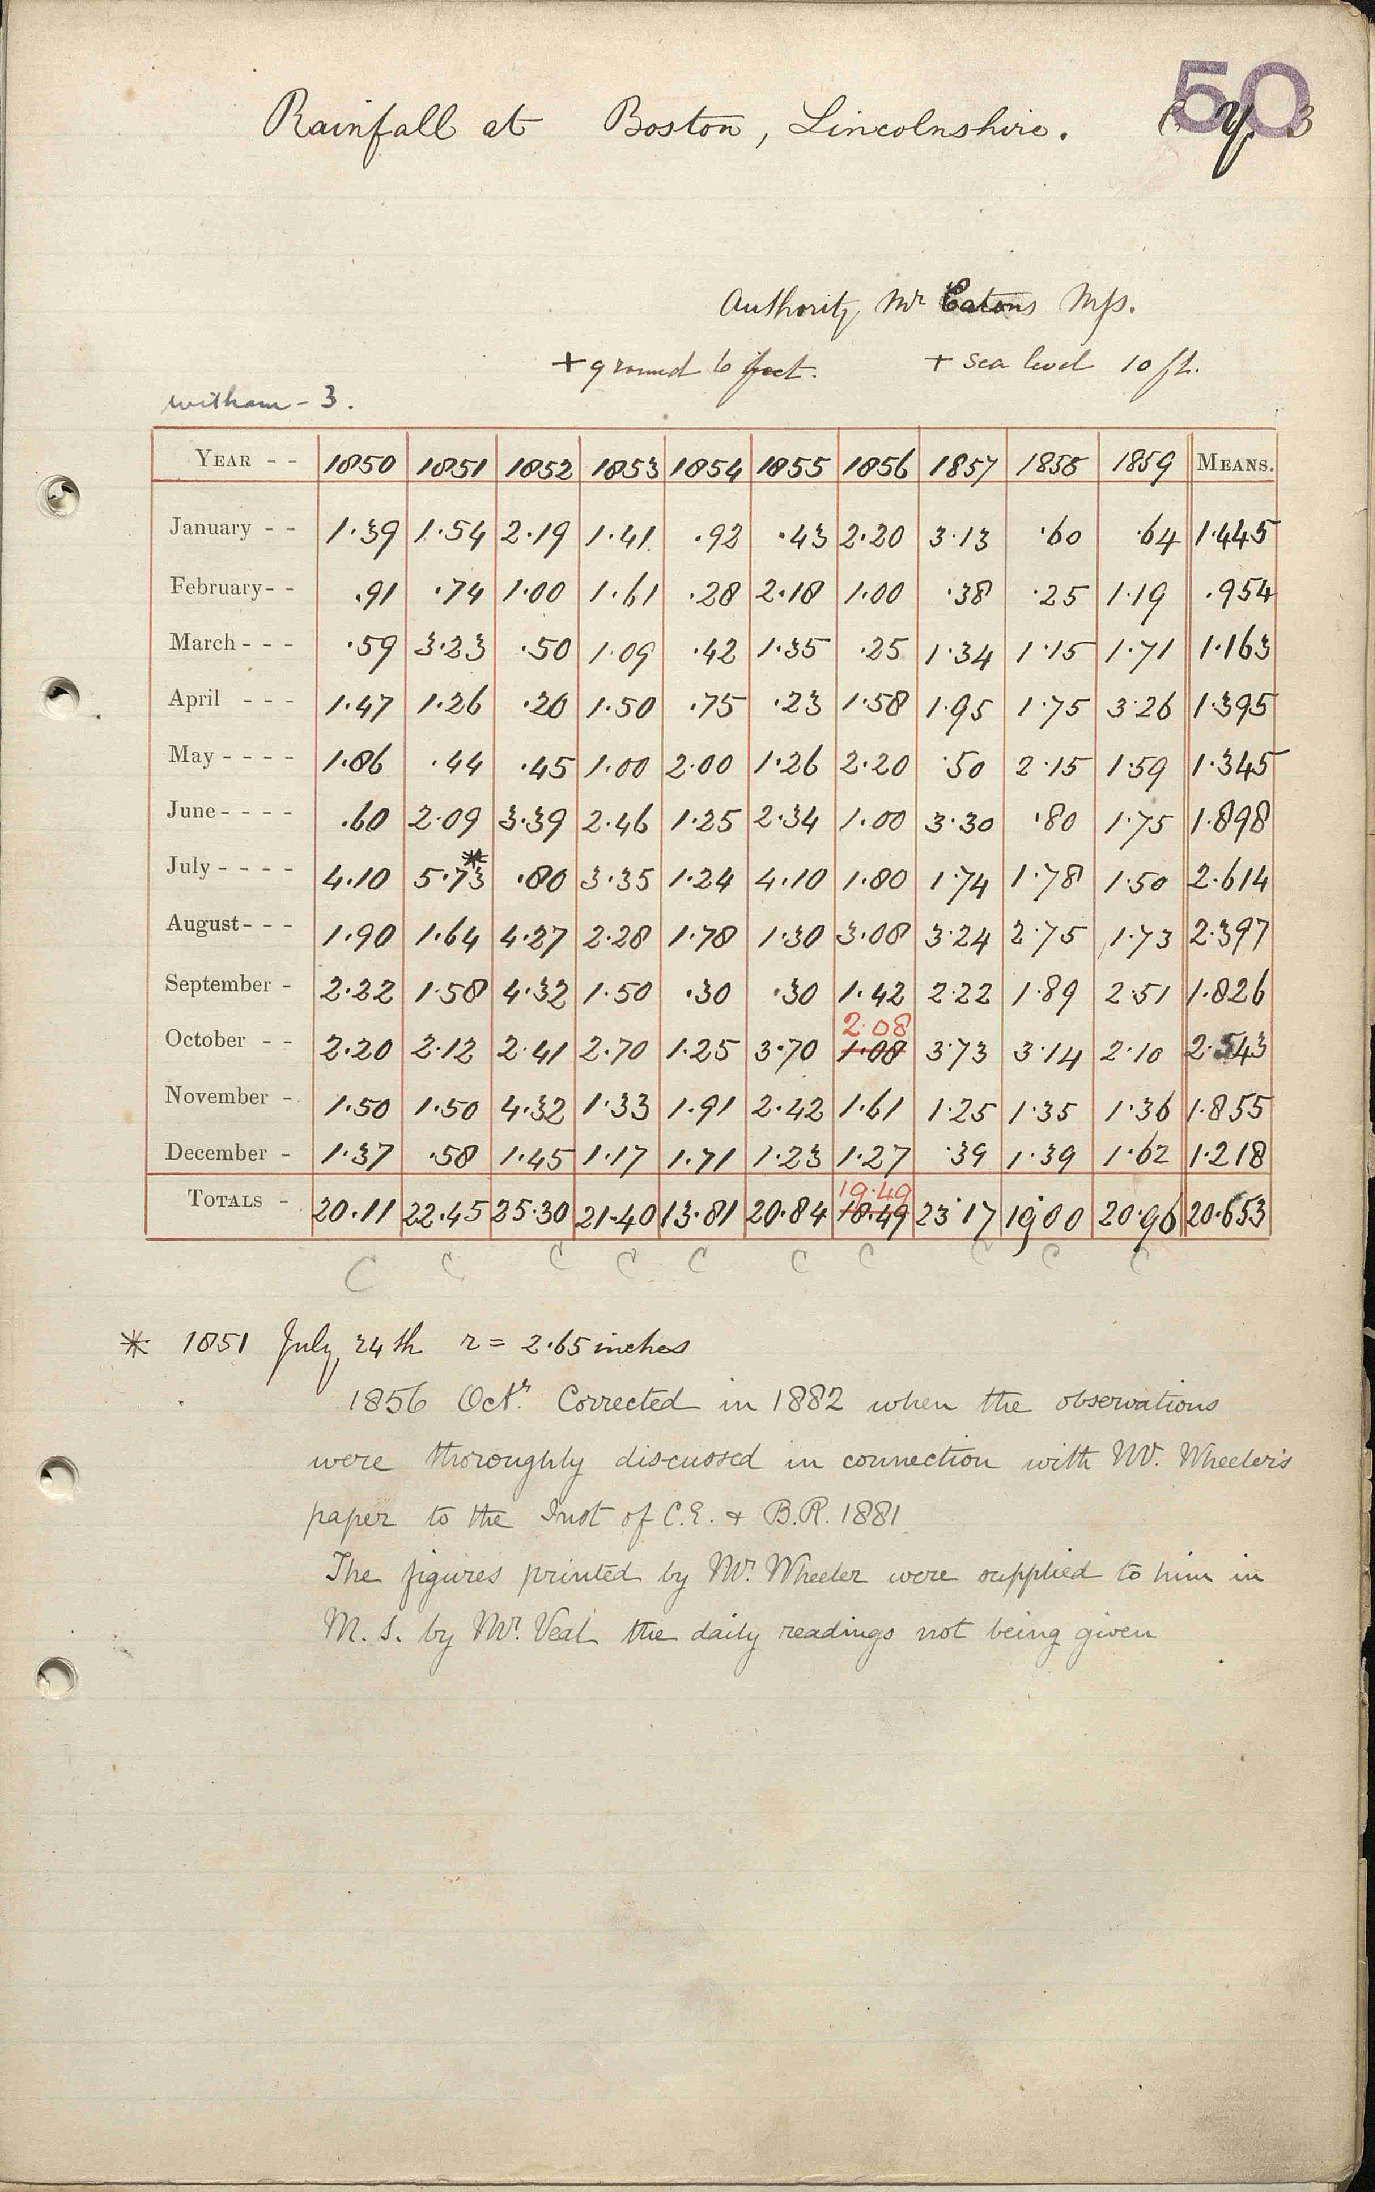 50
Rainfall at Boston, Lincolnshire.
Authority Mr Eatons Mss.
+ ground 6 feet. + sea level 10 ft.
Witham - 3.
YEAR - - 1850 1851 1852 1853 1854 1855 1856 1857 1858 1859 MEANS.
January - - 1.39 1.54 2.19 1.41 .92 .43 2.20 3.13 .60 .64 1.445
February - - .91 .74 1.00 1.61 .28 2.18 1.00 .38 .25 1.19 .954
March - - - .59 3.23 .50 1.09 .42 1.35 .25 1.34 1.15 1.71 1.163
April - - - 1.47 1.26 .20 1.50 .75 .23 1.58 1.95 1.75 3.26 1.395
May - - - - 1.86 .44 .45 1.00 2.00 1.26 2.20 .50 2.15 1.59 1.345
June - - - - .60 2.09 3.39 2.46 1.25 2.34 1.00 3.30 .80 1.75 1.898
July - - - - 4.10 5.73* .80 3.35 1.24 4.10 1.80 1.74 1.78 1.50 2.614
August - - - 1.90 1.64 4.27 2.28 1.78 1.30 3.08 3.24 2.75 1.73 2.397
September - 2.22 1.58 4.32 1.50 .30 .30 1.42 2.22 1.89 2.51 1.826
2.08
October - - 2.20 2.12 2.41 2.70 1.25 3.70 1.08 3.73 3.14 2.10 2.543
November - 1.50 1.50 4.32 1.33 1.91 2.42 1.61 1.25 1.35 1.36 1.855
December - 1.37 .58 1.45 1.17 1.71 1.23 1.27 .39 1.39 1.62 1.218
19.49
TOTALS - 20.11 22.45 25.30 21.40 13.81 20.84 18.49 23.17 19.00 20.96 20.653
C C C C C C C C C C
* 1851 July 24th r = 2.65 inches
1856 Octr. Corrected in 1882 when the observations
were thoroughly discussed in connection with Mr. Wheeler's
paper to the Inst of C.E. & B.R. 1881
The figures printed by Mr. Wheeler were supplied to him in
M.S. by Mr. Veal the daily readings not being given